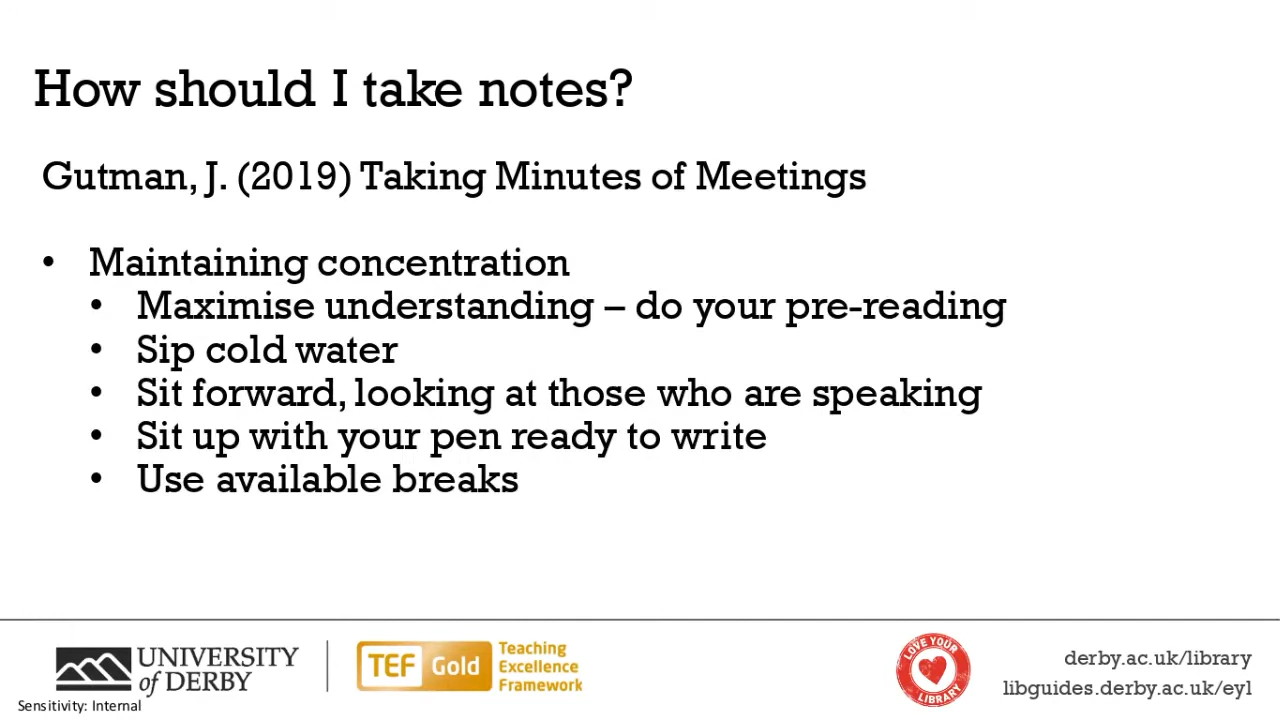 How should I take notes?
Gutman, J. (2019) Taking Minutes of Meetings
• Maintaining concentration
• Maximise understanding – do your pre-reading
• Sip cold water
• Sit forward, looking at those who are speaking
• Sit up with your pen ready to write
• Use available breaks
UNIVERSITY
of DERBY
TEF Gold
Teaching
Excellence
Framework
LOVE YOUR
LIBRARY
derby.ac.uk/library
libguides.derby.ac.uk/eyl
Sensitivity: Internal